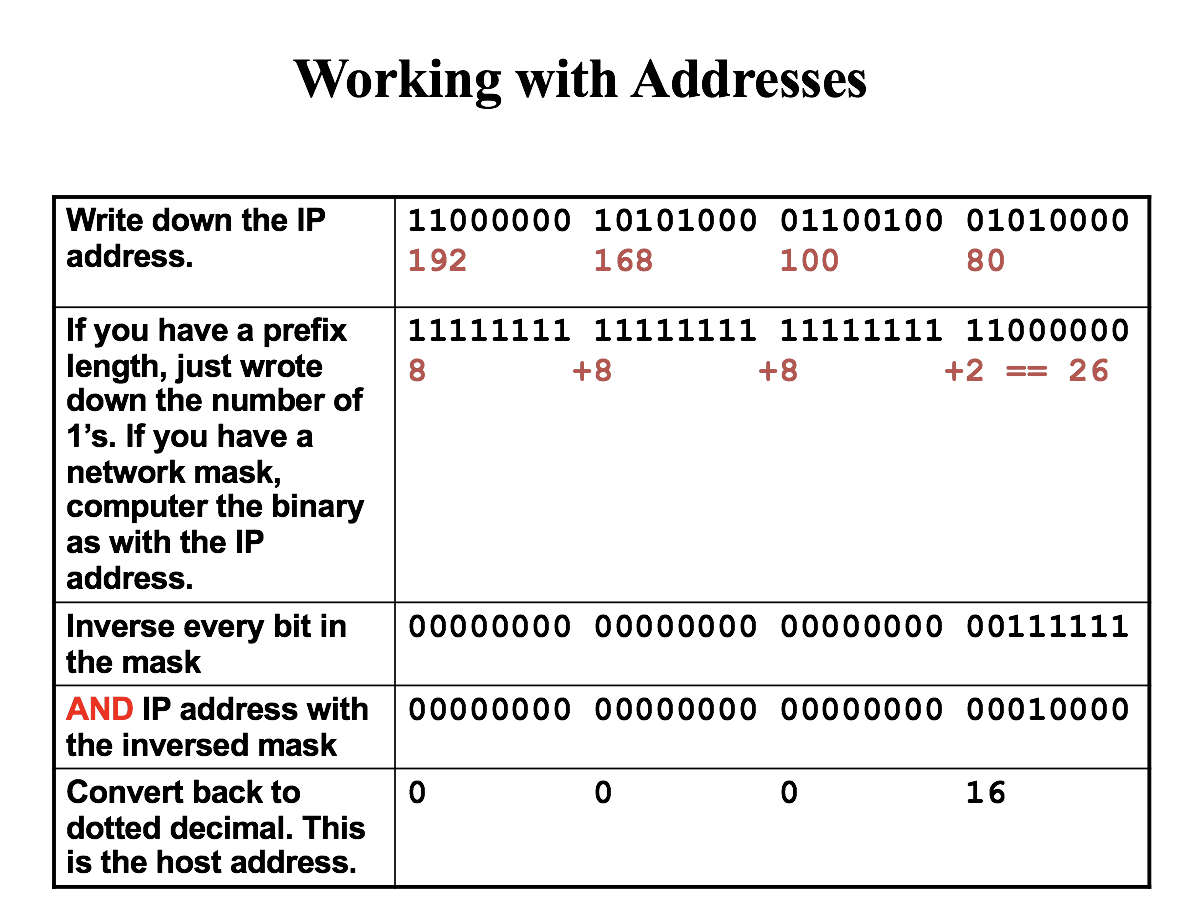 Working with Addresses
Write down the IP
address.
11000000 10101000 01100100 01010000
192 168 100 80
If you have a prefix
length, just wrote
down the number of
1’s. If you have a
network mask,
computer the binary
as with the IP
address.
11111111 11111111 11111111 11000000
8 +8 +8 +2 == 26
Inverse every bit in
the mask
00000000 00000000 00000000 00111111
AND IP address with
the inversed mask
00000000 00000000 00000000 00010000
Convert back to
dotted decimal. This
is the host address.
0 0 0 16